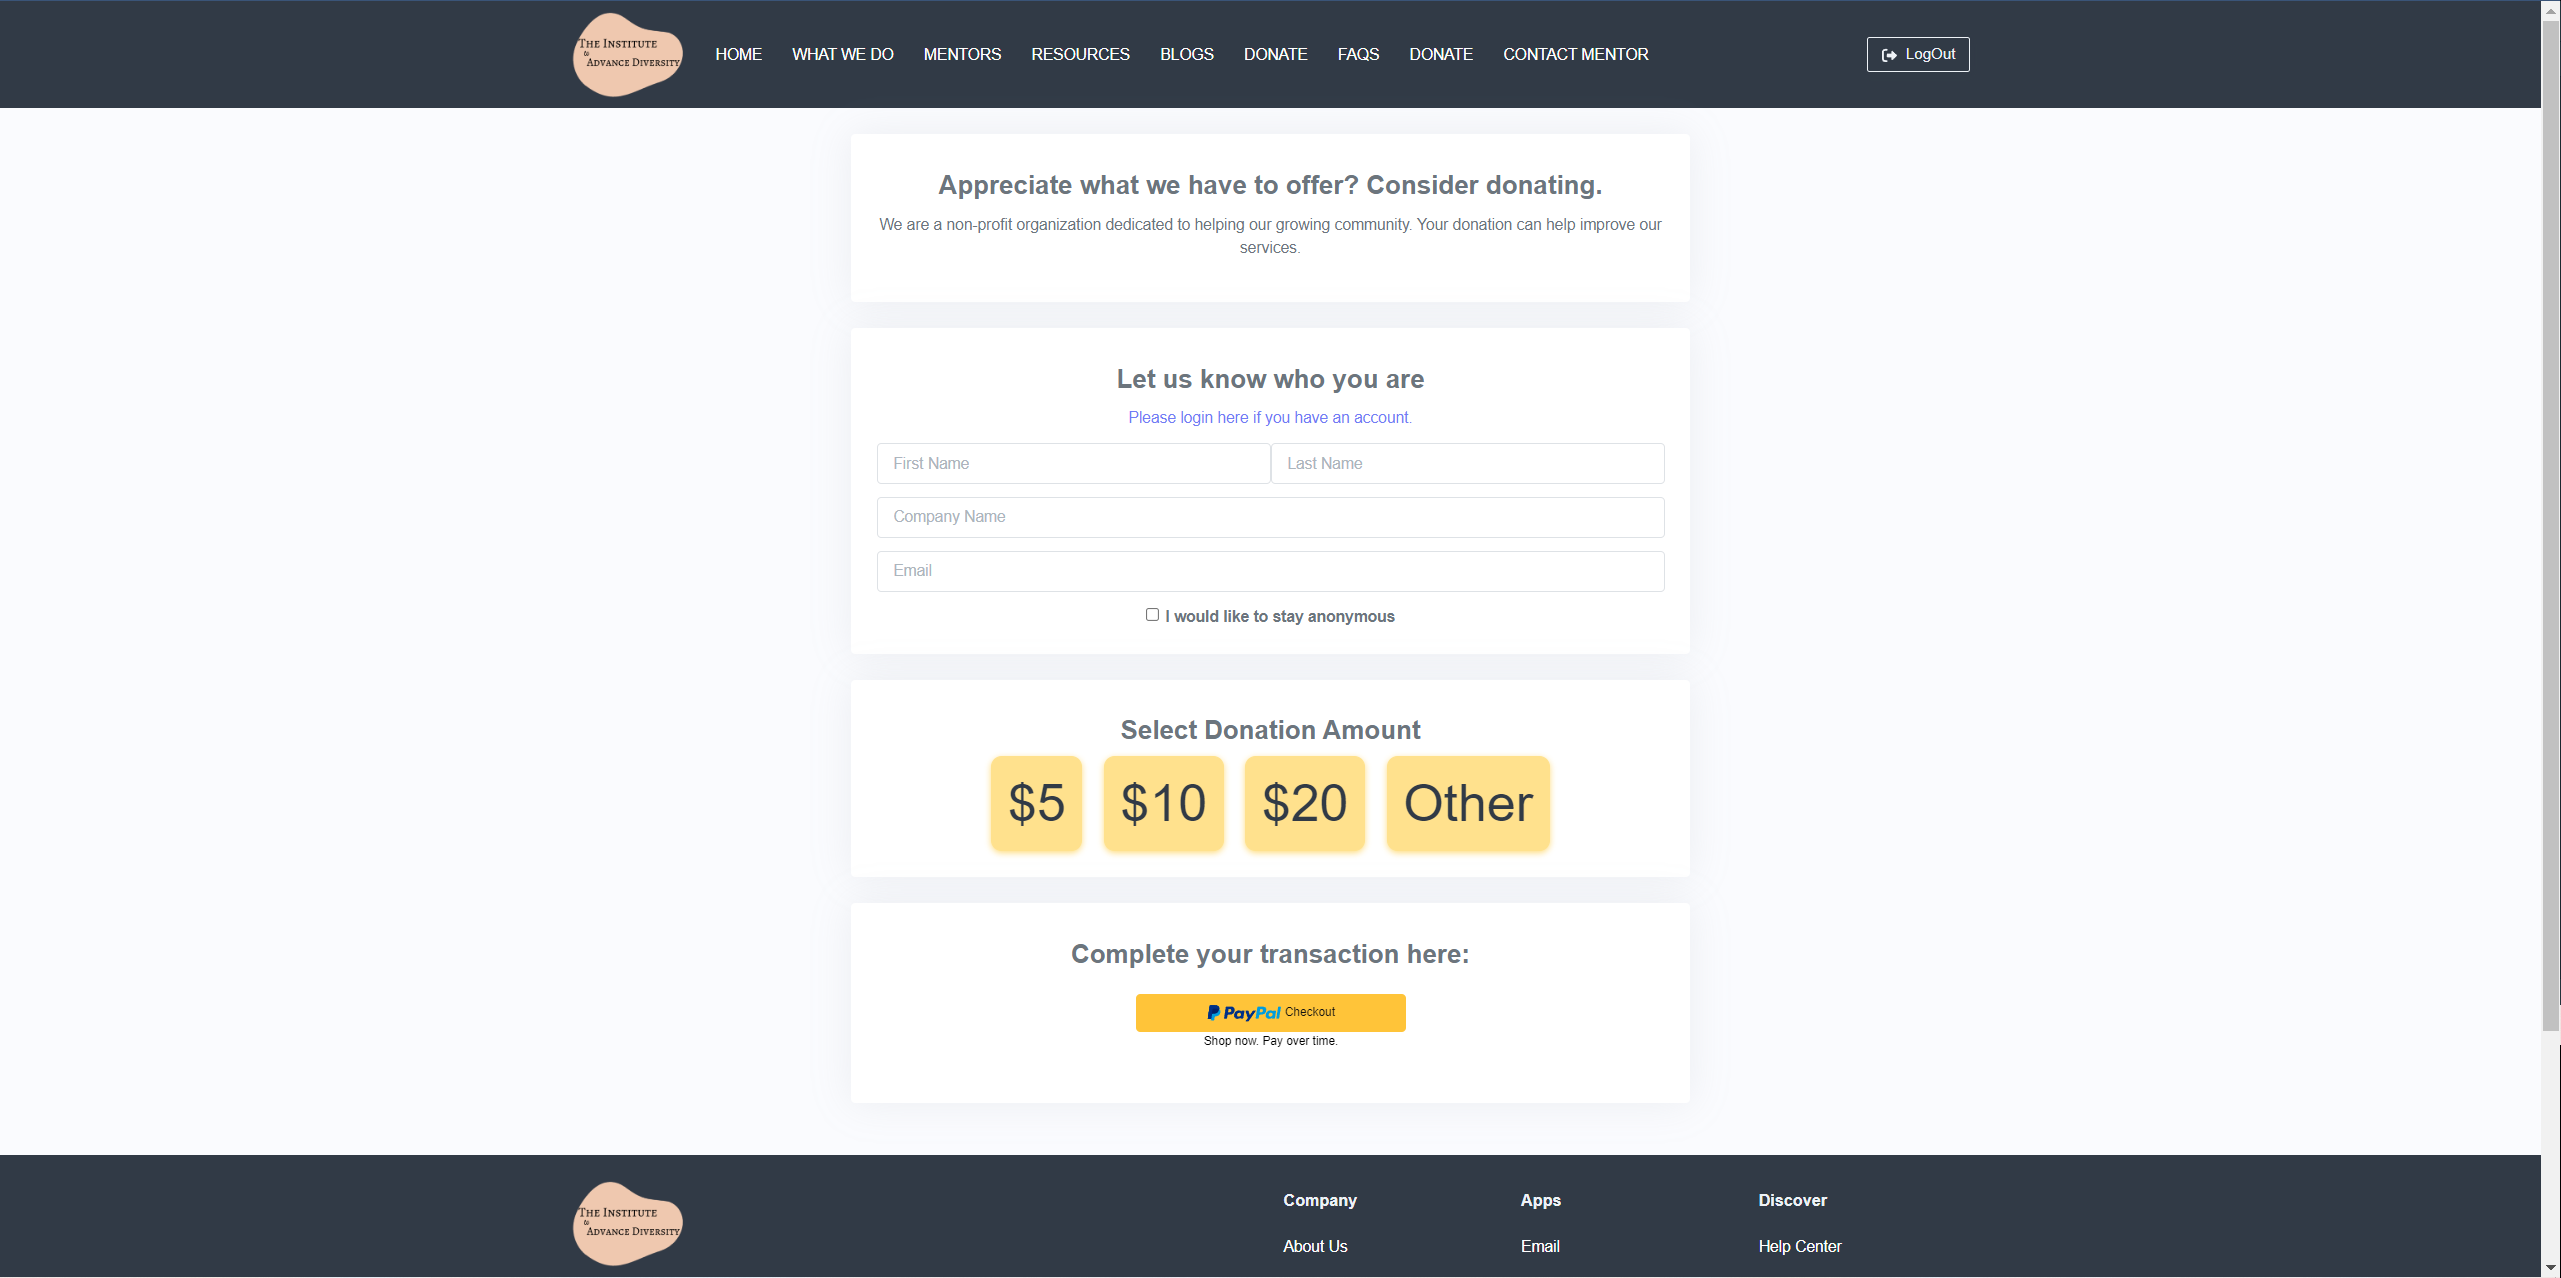 The Institute
to
Advance Diversity
HOME WHAT WE DO MENTORS RESOURCES BLOGS DONATE FAQS DONATE CONTACT MENTOR
LogOut
Appreciate what we have to offer? Consider donating.
We are a non-profit organization dedicated to helping our growing community. Your donation can help improve our
services.
Let us know who you are
Please login here if you have an account.
First Name Last Name
Company Name
Email
I would like to stay anonymous
Select Donation Amount
$5 $10 $20 Other
Complete your transaction here:
PayPal Checkout
Shop now. Pay over time.
The Institute
to
Advance Diversity
Company Apps Discover
About Us Email Help Center